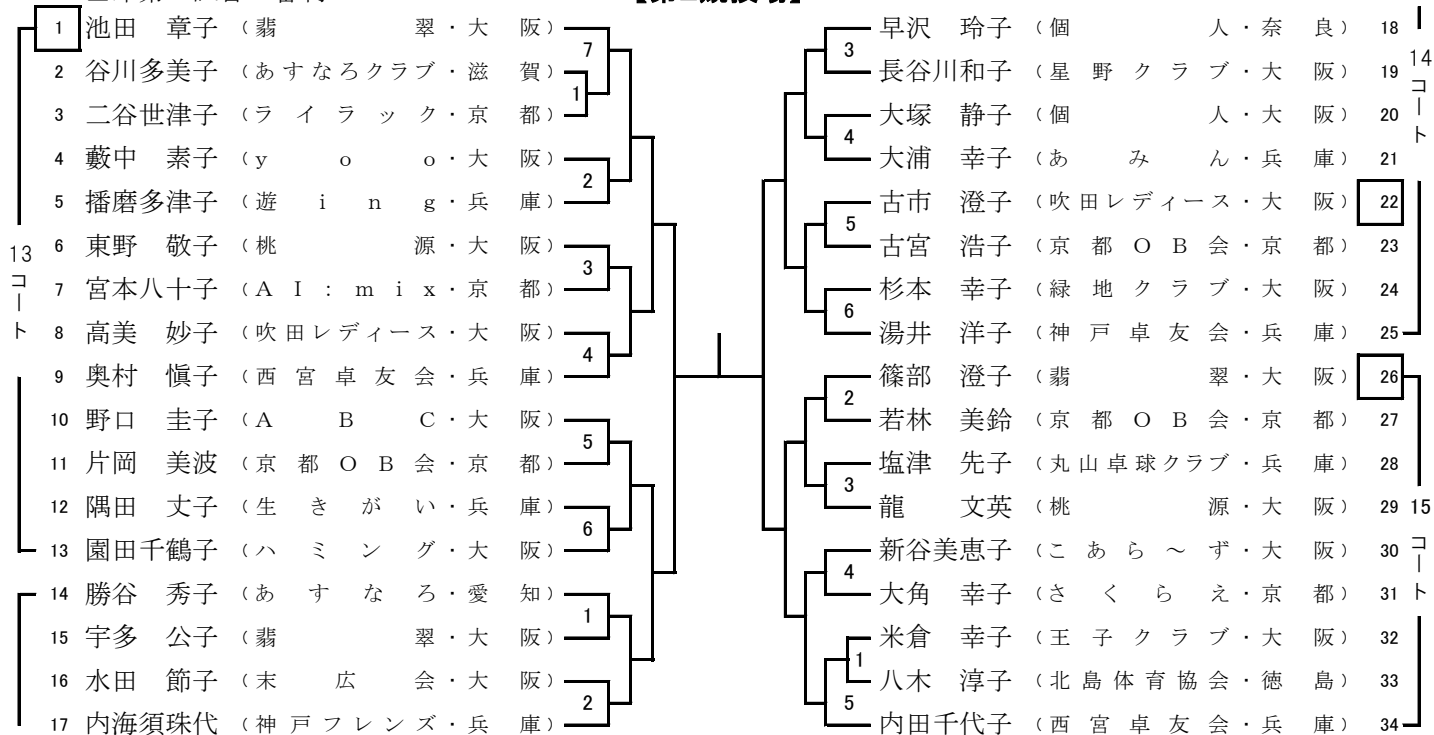 【第2競技場】
1 池田 章子 (翡翠・大阪) 7
2 谷川多美子 (あすなろクラブ・滋賀) 1
3 二谷世津子 (ライラック・京都)
4 藪中 素子 (yoo・大阪) 2
5 播磨多津子 (遊ing・兵庫)
6 東野 敬子 (桃源・大阪) 3
7 宮本八十子 (AI:mix・京都)
8 高美 妙子 (吹田レディース・大阪) 4
9 奥村 愼子 (西宮卓友会・兵庫)
10 野口 圭子 (ABC・大阪) 5
11 片岡 美波 (京都OB会・京都)
12 隅田 丈子 (生きがい・兵庫) 6
13 園田千鶴子 (ハミング・大阪)
13コート
14 勝谷 秀子 (あすなろ・愛知) 1
15 宇多 公子 (翡翠・大阪)
16 水田 節子 (末広会・大阪) 2
17 内海須珠代 (神戸フレンズ・兵庫)
3 早沢 玲子 (個人・奈良) 18
長谷川和子 (星野クラブ・大阪) 19
4 大塚 静子 (個人・大阪) 20
大浦 幸子 (あみん・兵庫) 21
5 古市 澄子 (吹田レディース・大阪) 22
古宮 浩子 (京都OB会・京都) 23
6 杉本 幸子 (緑地クラブ・大阪) 24
湯井 洋子 (神戸卓友会・兵庫) 25
14コート
2 篠部 澄子 (翡翠・大阪) 26
若林 美鈴 (京都OB会・京都) 27
3 塩津 先子 (丸山卓球クラブ・兵庫) 28
龍 文英 (桃源・大阪) 29
4 新谷美恵子 (こあら~ず・大阪) 30
大角 幸子 (さくらえ・京都) 31
1 米倉 幸子 (王子クラブ・大阪) 32
八木 淳子 (北島体育協会・徳島) 33
5 内田千代子 (西宮卓友会・兵庫) 34
15コート